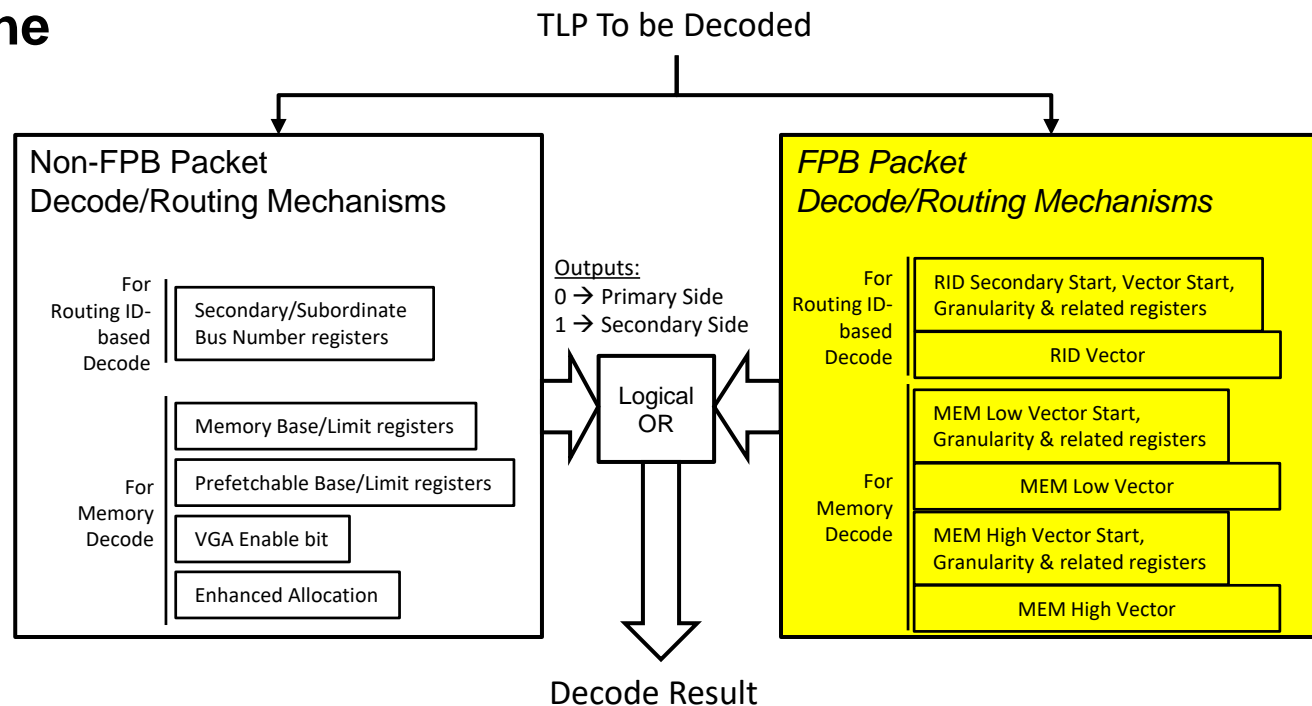 TLP To be Decoded
Non-FPB Packet
Decode/Routing Mechanisms
For
Routing ID-
based
Decode
Secondary/Subordinate
Bus Number registers
For
Memory
Decode
Memory Base/Limit registers
Prefetchable Base/Limit registers
VGA Enable bit
Enhanced Allocation
Outputs:
0 → Primary Side
1 → Secondary Side
Logical
OR
FPB Packet
Decode/Routing Mechanisms
For
Routing ID-
based
Decode
RID Secondary Start, Vector Start,
Granularity & related registers
RID Vector
For
Memory
Decode
MEM Low Vector Start,
Granularity & related registers
MEM Low Vector
MEM High Vector Start,
Granularity & related registers
MEM High Vector
Decode Result